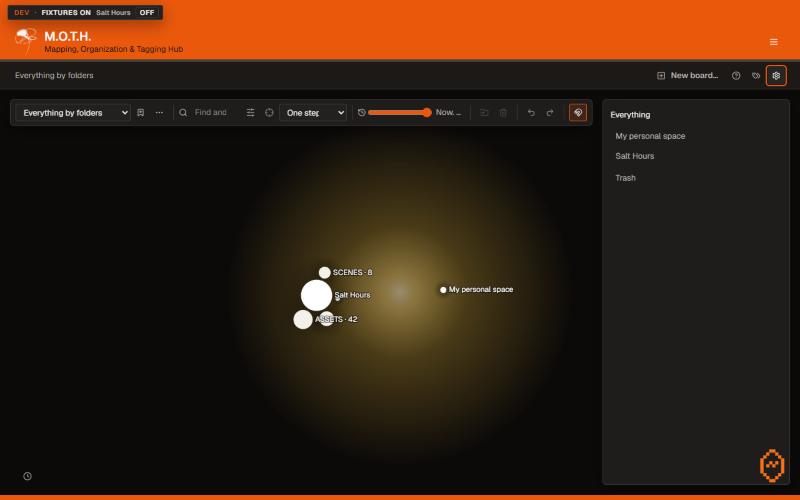 DEV · FIXTURES ON Salt Hours OFF
M.O.T.H.
Mapping, Organization & Tagging Hub
Everything by folders
New board...
Everything by folders
Find and
One step
Now. ...
Everything
My personal space
Salt Hours
Trash
SCENES · 8
Salt Hours
My personal space
ASSETS · 42